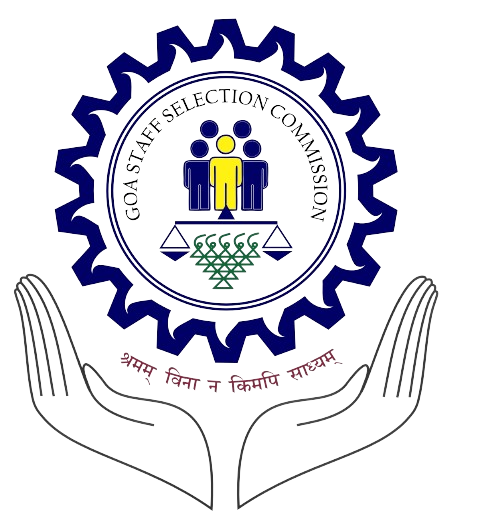 GOA STAFF SELECTION COMMISSION
श्रमम् विना न किमपि साध्यम्